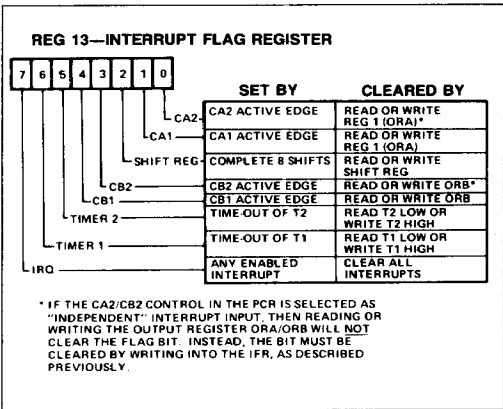 REG 13—INTERRUPT FLAG REGISTER
7 6 5 4 3 2 1 0
SET BY CLEARED BY
CA2 CA2 ACTIVE EDGE READ OR WRITE
REG 1 (ORA)*
CA1 CA1 ACTIVE EDGE READ OR WRITE
REG 1 (ORA)
SHIFT REG COMPLETE 8 SHIFTS READ OR WRITE
SHIFT REG
CB2 CB2 ACTIVE EDGE READ OR WRITE ORB*
CB1 CB1 ACTIVE EDGE READ OR WRITE ORB
TIMER 2 TIME-OUT OF T2 READ T2 LOW OR
WRITE T2 HIGH
TIMER 1 TIME-OUT OF T1 READ T1 LOW OR
WRITE T1 HIGH
IRQ ANY ENABLED CLEAR ALL
INTERRUPT INTERRUPTS
* IF THE CA2/CB2 CONTROL IN THE PCR IS SELECTED AS
"INDEPENDENT" INTERRUPT INPUT, THEN READING OR
WRITING THE OUTPUT REGISTER ORA/ORB WILL NOT
CLEAR THE FLAG BIT. INSTEAD, THE BIT MUST BE
CLEARED BY WRITING INTO THE IFR, AS DESCRIBED
PREVIOUSLY.